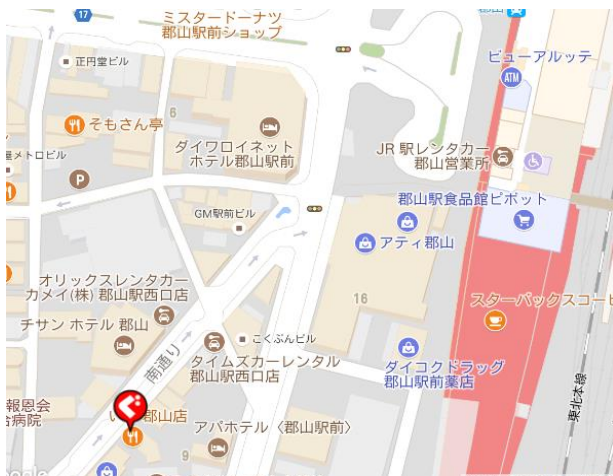 郡山
17
ミスタードーナツ
郡山駅前ショップ
ビューアルッテ
ATM
正円堂ビル
6
そもさん亭
ダイワロイネット
ホテル郡山駅前
JR 駅レンタカー
郡山営業所
メトロビル
P
郡山駅食品館ピボット
GM駅前ビル
アティ郡山
オリックスレンタカー
カメイ(株) 郡山駅西口店
16
スターバックスコーヒ
チサン ホテル 郡山
こくぶんビル
南通り
タイムズカーレンタル
郡山駅西口店
ダイコクドラッグ
郡山駅前薬店
東北本線
報恩会
合病院
郡山店
アパホテル〈郡山駅前〉
9